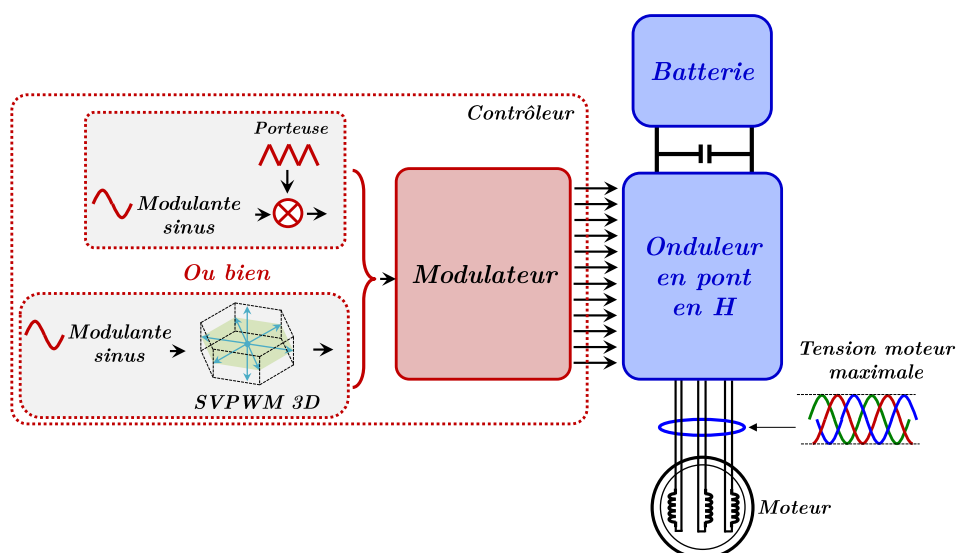 Batterie
Contrôleur
Porteuse
Modulante
sinus
Ou bien
Modulante
sinus
SVPWM 3D
Modulateur
Onduleur
en pont
en H
Tension moteur
maximale
Moteur